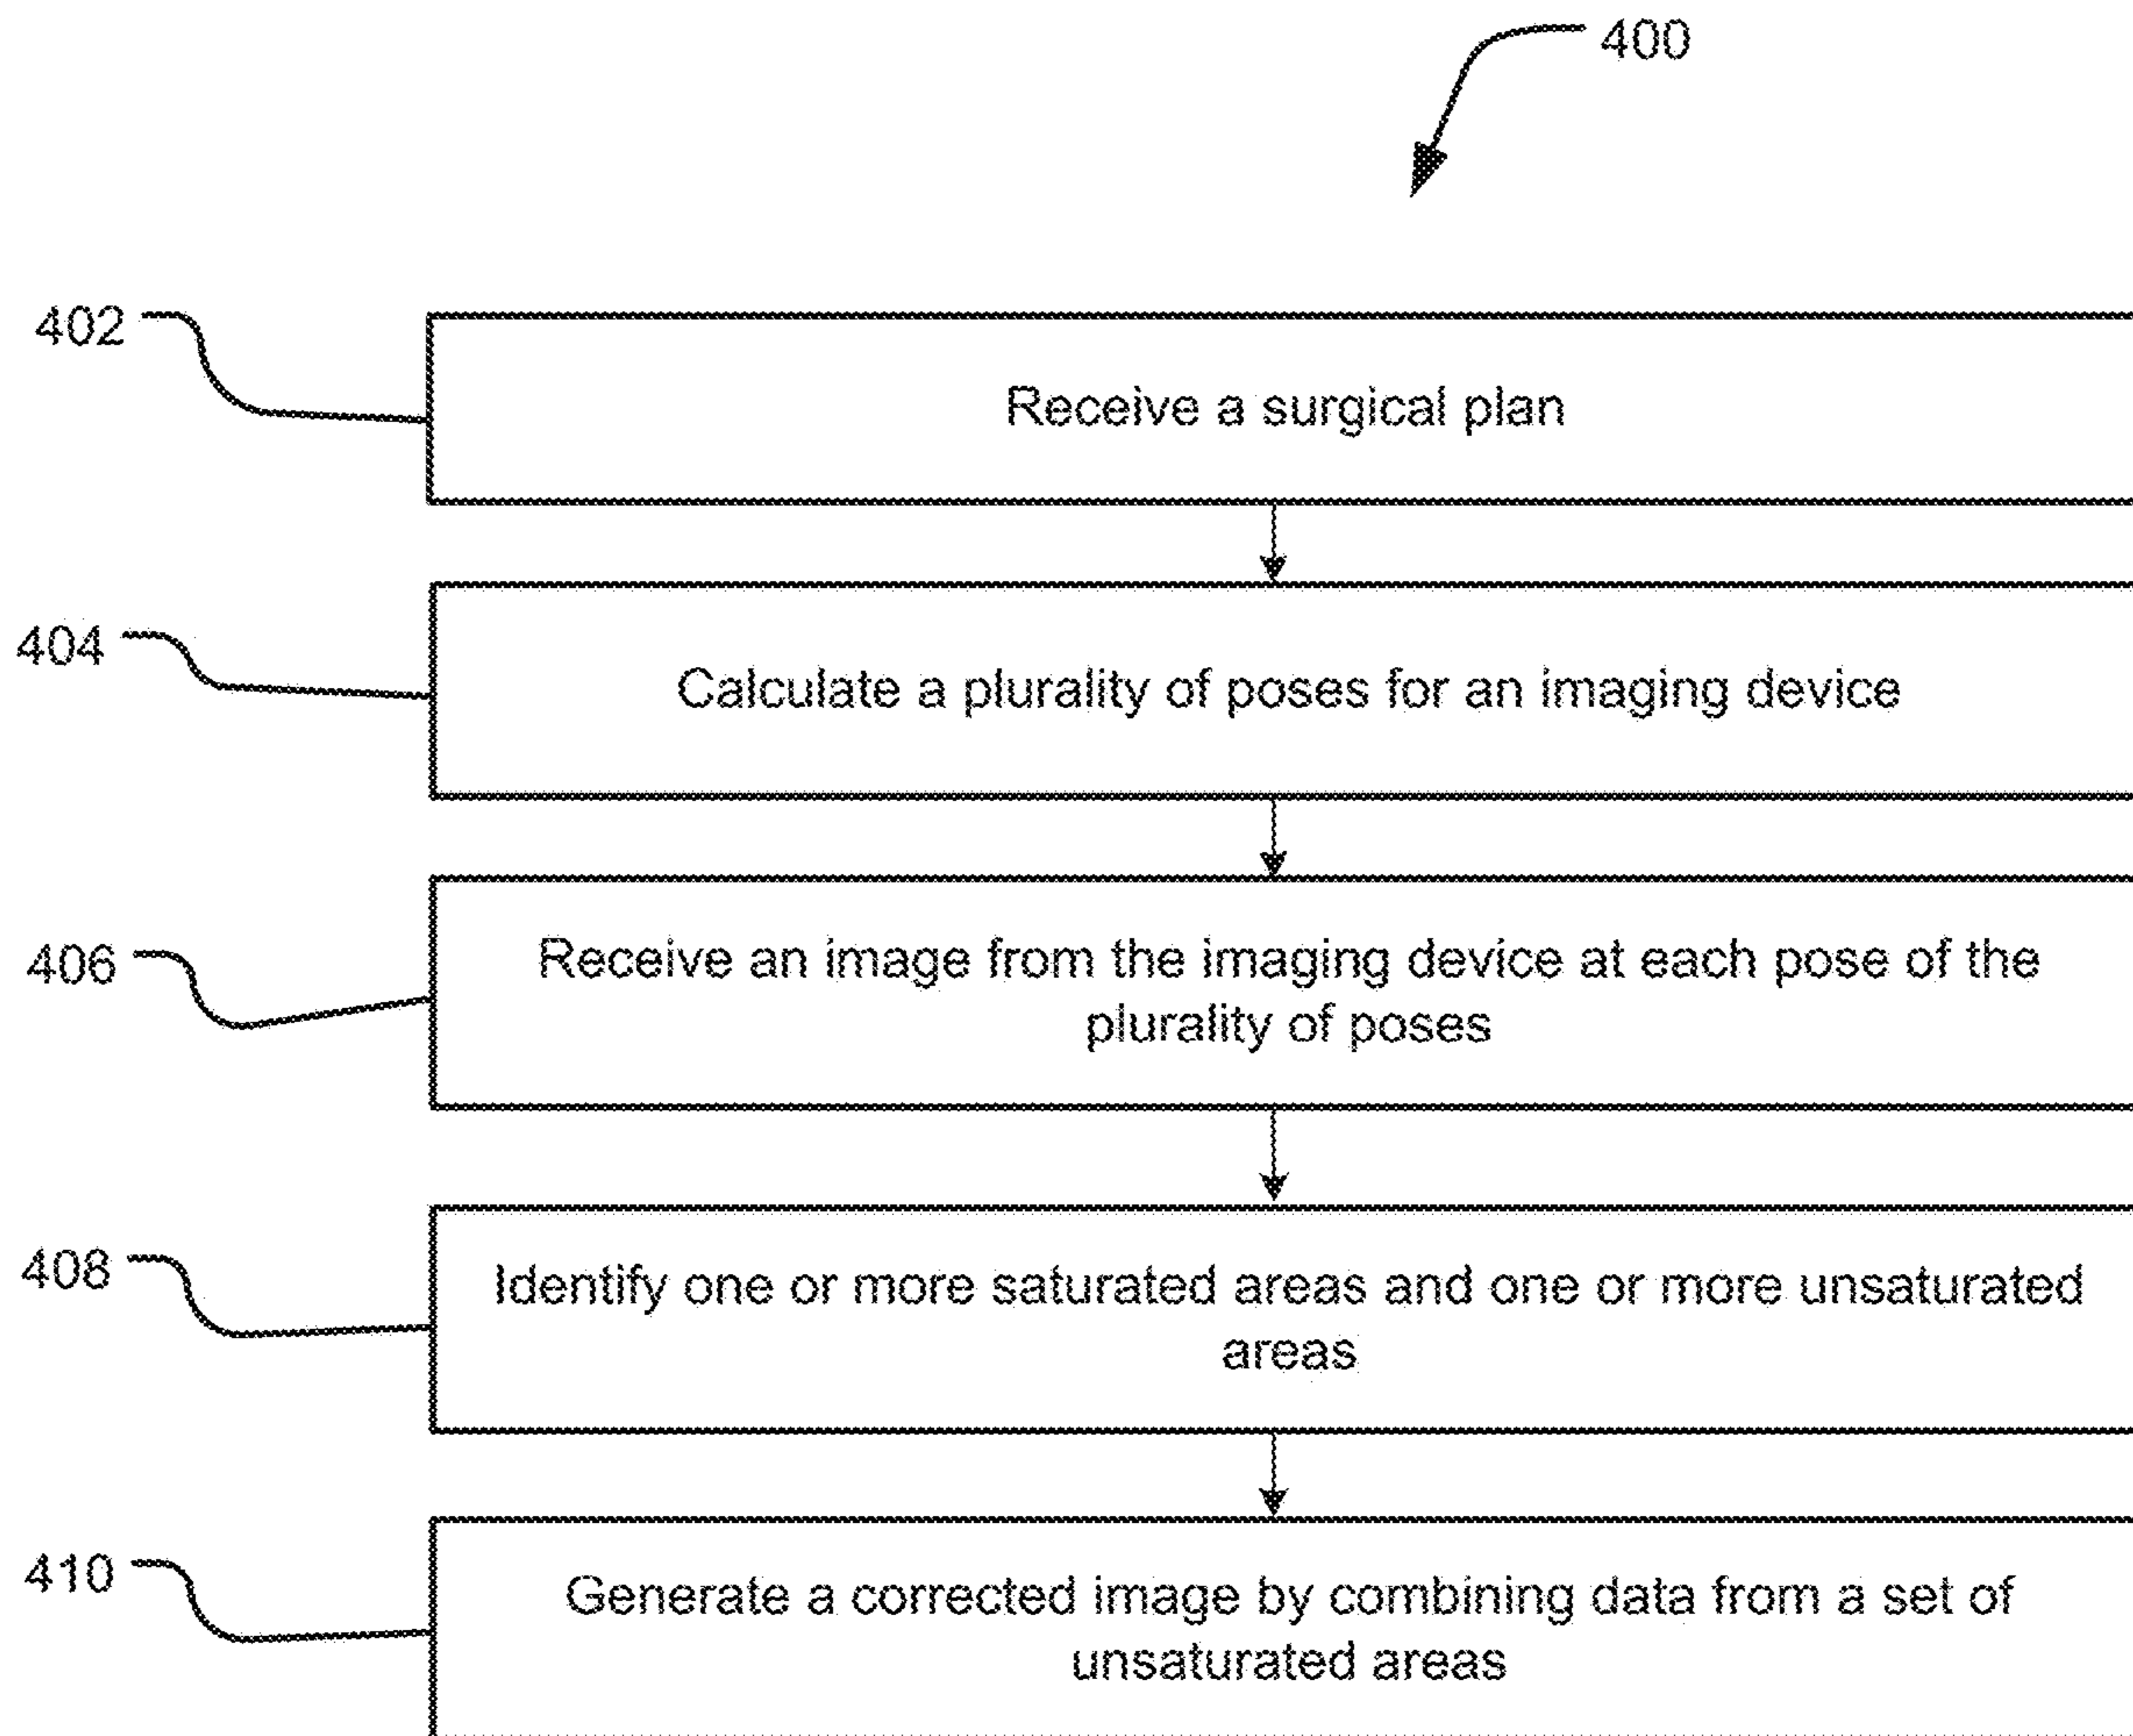 400
402
Receive a surgical plan
404
Calculate a plurality of poses for an imaging device
406
Receive an image from the imaging device at each pose of the
plurality of poses
408
Identify one or more saturated areas and one or more unsaturated
areas
410
Generate a corrected image by combining data from a set of
unsaturated areas